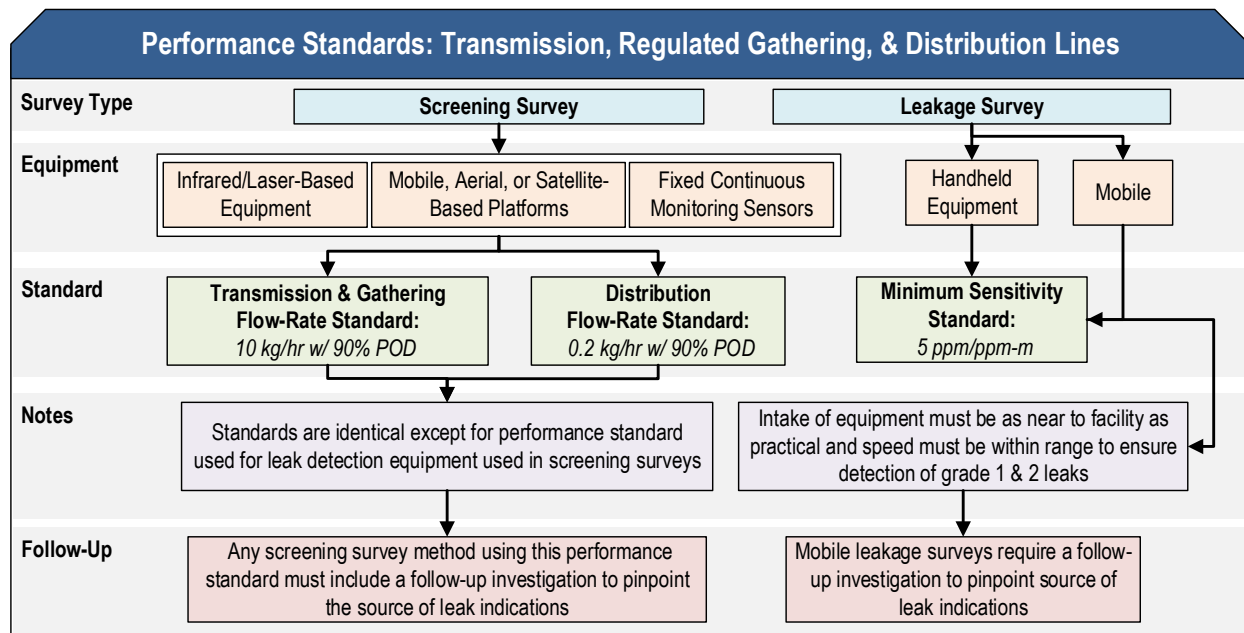 Performance Standards: Transmission, Regulated Gathering, & Distribution Lines
Survey Type
Screening Survey
Leakage Survey
Equipment
Infrared/Laser-Based
Equipment
Mobile, Aerial, or Satellite-
Based Platforms
Fixed Continuous
Monitoring Sensors
Handheld
Equipment
Mobile
Standard
Transmission & Gathering
Flow-Rate Standard:
10 kg/hr w/ 90% POD
Distribution
Flow-Rate Standard:
0.2 kg/hr w/ 90% POD
Minimum Sensitivity
Standard:
5 ppm/ppm-m
Notes
Standards are identical except for performance standard
used for leak detection equipment used in screening surveys
Intake of equipment must be as near to facility as
practical and speed must be within range to ensure
detection of grade 1 & 2 leaks
Follow-Up
Any screening survey method using this performance
standard must include a follow-up investigation to pinpoint
the source of leak indications
Mobile leakage surveys require a follow-
up investigation to pinpoint source of
leak indications